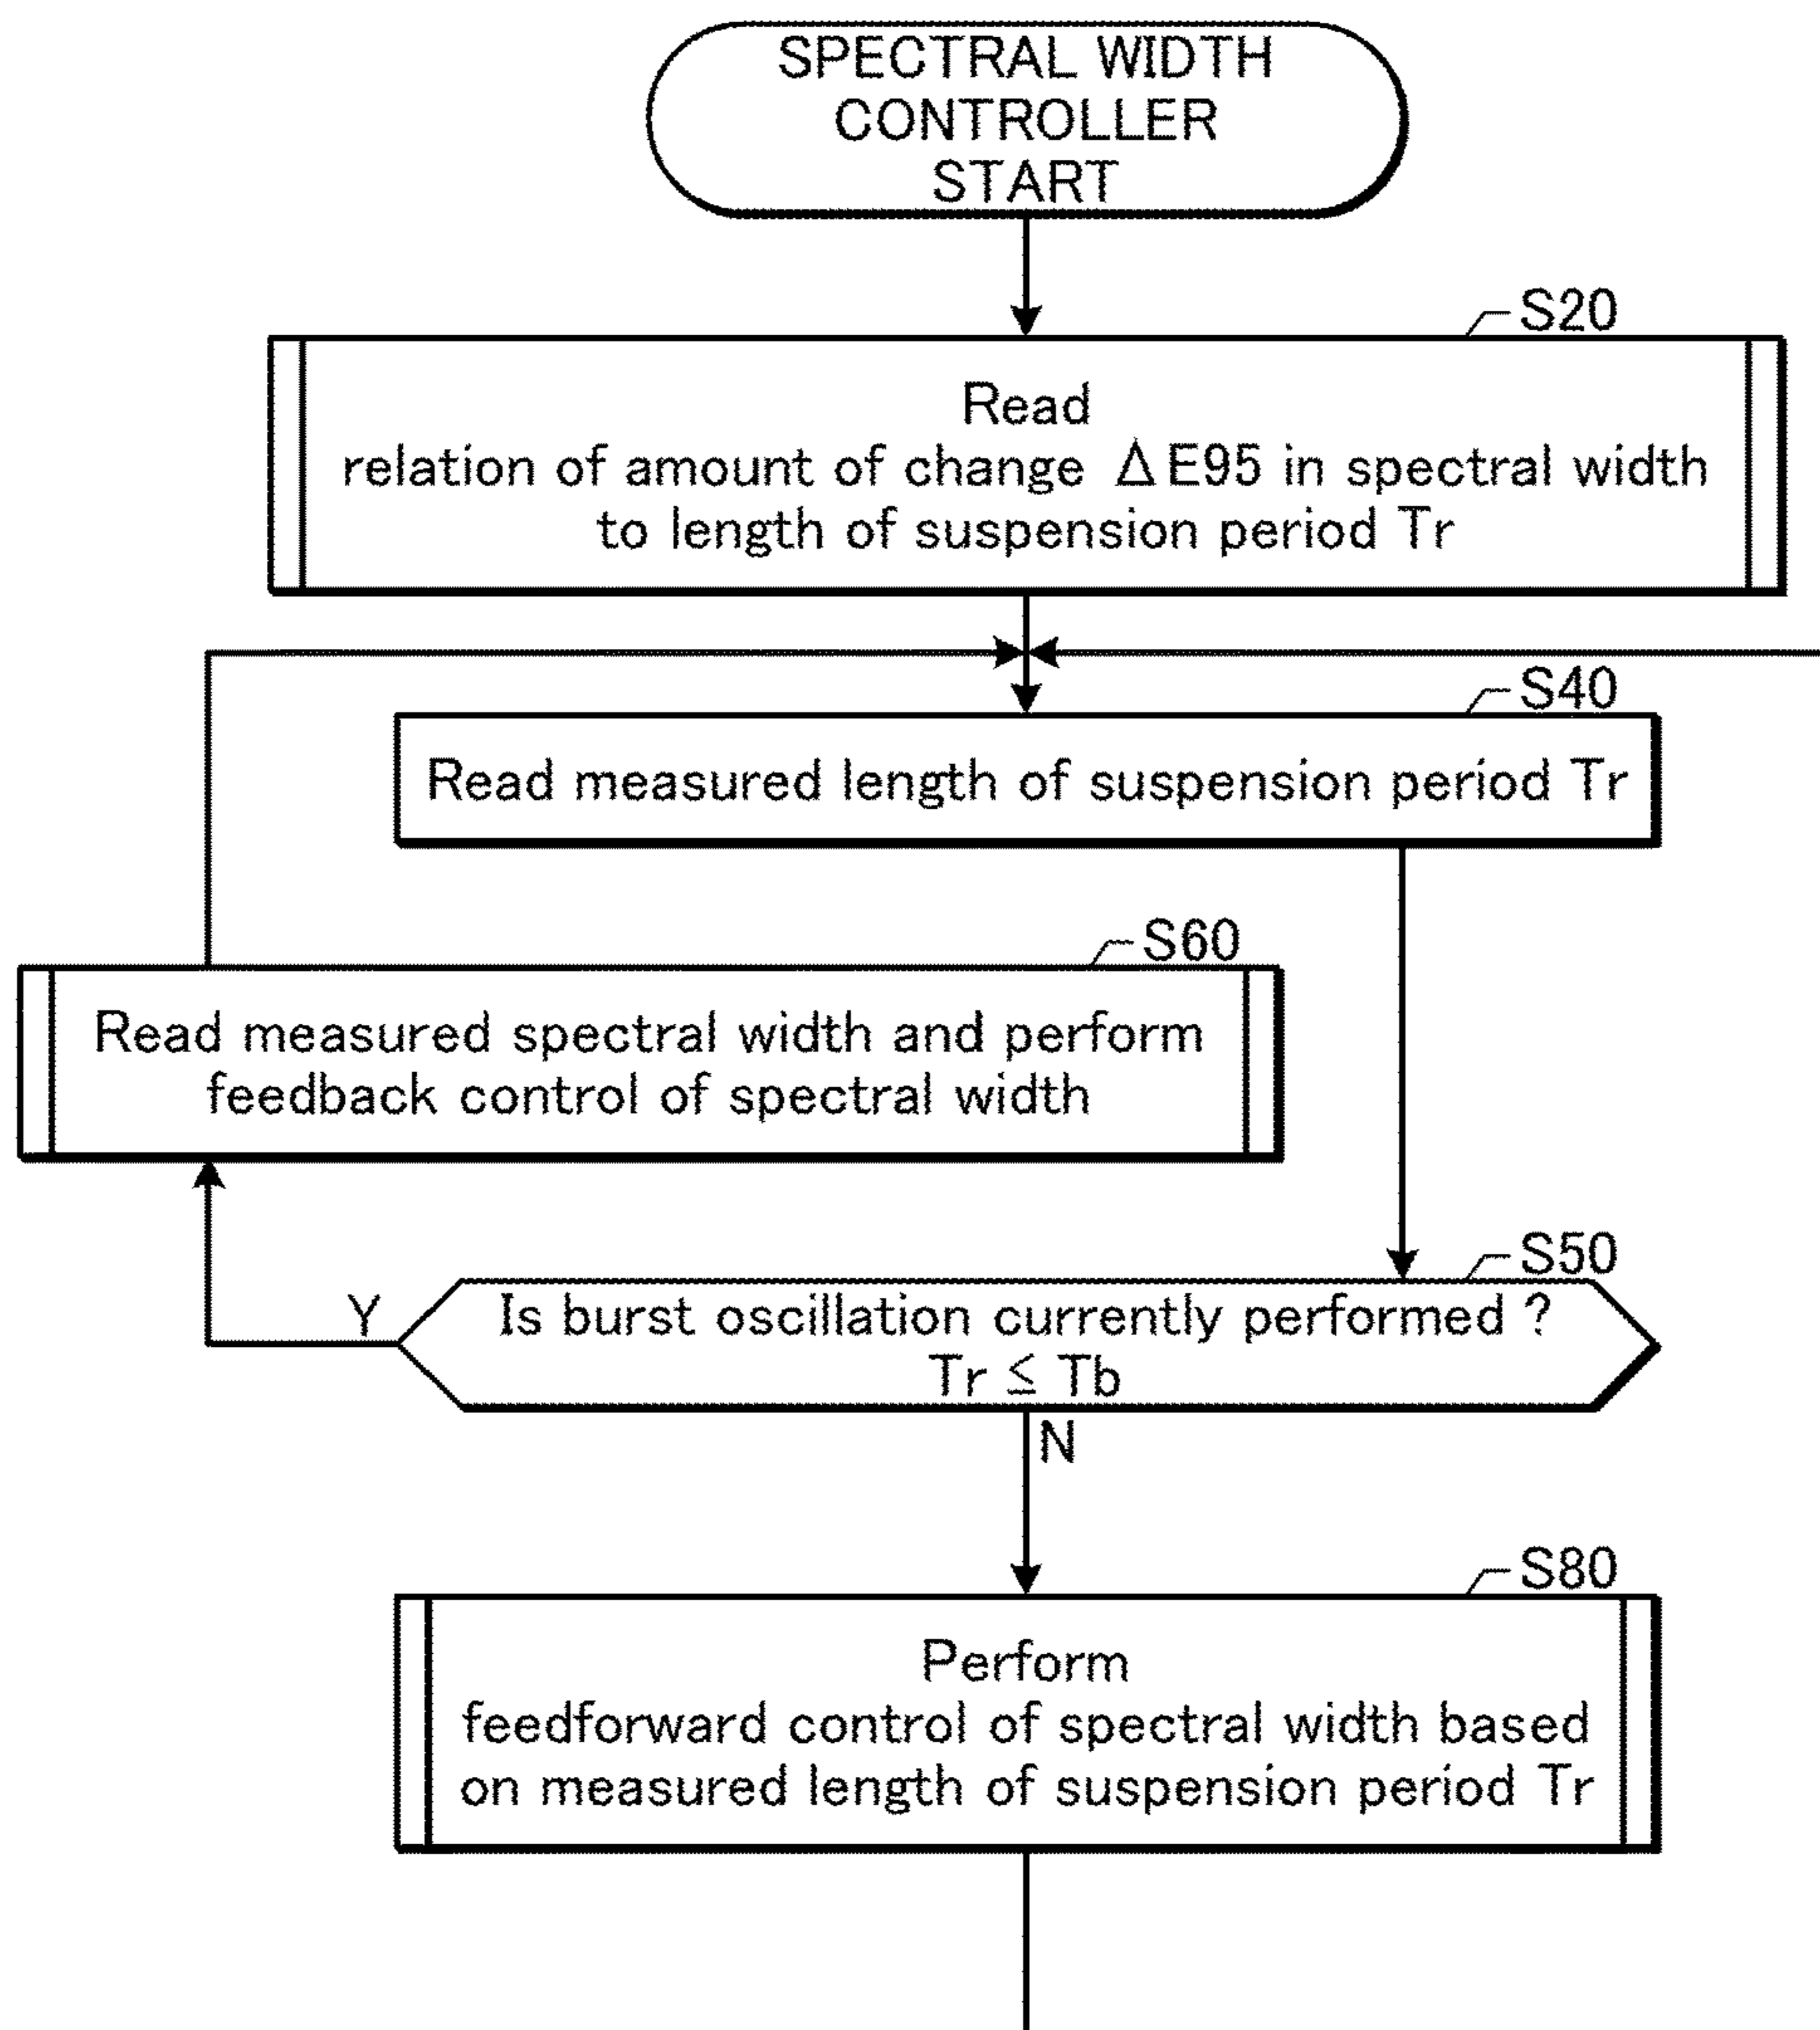 SPECTRAL WIDTH
CONTROLLER
START
S20
Read
relation of amount of change ΔE95 in spectral width
to length of suspension period Tr
S40
Read measured length of suspension period Tr
S60
Read measured spectral width and perform
feedback control of spectral width
S50
Y
Is burst oscillation currently performed ?
Tr ≤ Tb
N
S80
Perform
feedforward control of spectral width based
on measured length of suspension period Tr